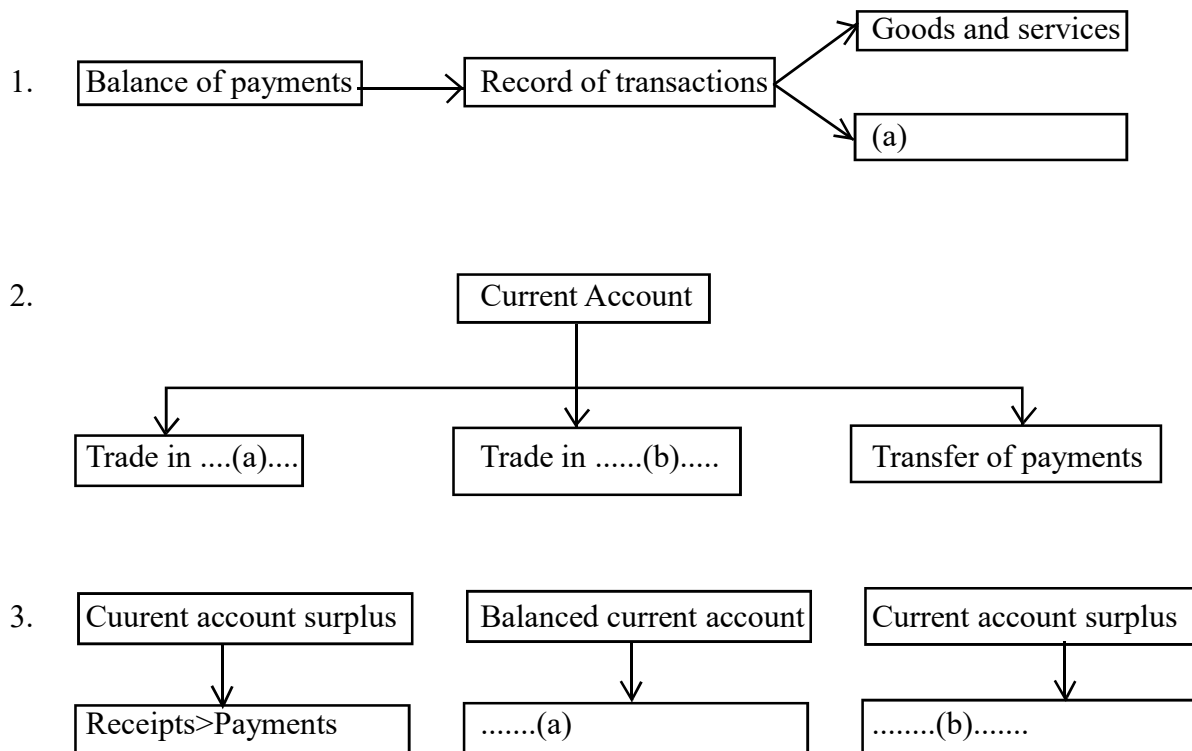 Goods and services
1.
Balance of payments
Record of transactions
(a)
2.
Current Account
Trade in ....(a)....
Trade in ......(b).....
Transfer of payments
3.
Cuurent account surplus
Balanced current account
Current account surplus
Receipts>Payments
.......(a)
........(b).......